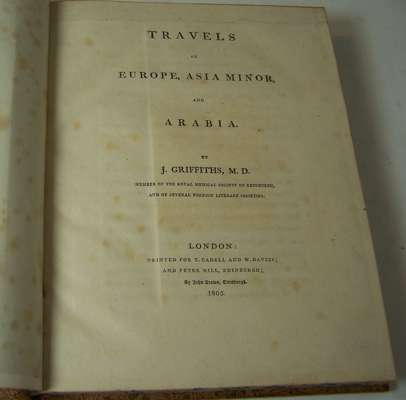 TRAVELS
IN
EUROPE, ASIA MINOR,
AND
ARABIA.
BY
J. GRIFFITHS, M. D.
MEMBER OF THE ROYAL MEDICAL SOCIETY OF EDINBURGH,
AND OF SEVERAL FOREIGN LITERARY SOCIETIES.
LONDON:
PRINTED FOR T. CADELL AND W. DAVIES;
AND PETER HILL, EDINBURGH;
By John Brown, Edinburgh.
1805.